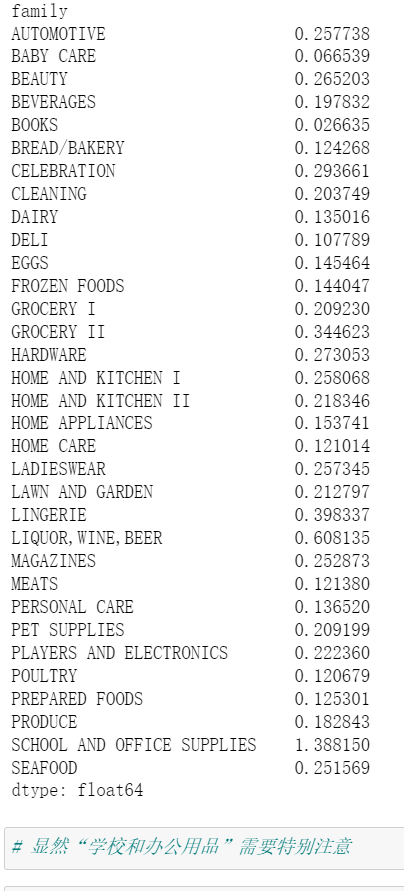 family
AUTOMOTIVE 0.257738
BABY CARE 0.066539
BEAUTY 0.265203
BEVERAGES 0.197832
BOOKS 0.026635
BREAD/BAKERY 0.124268
CELEBRATION 0.293661
CLEANING 0.203749
DAIRY 0.135016
DELI 0.107789
EGGS 0.145464
FROZEN FOODS 0.144047
GROCERY I 0.209230
GROCERY II 0.344623
HARDWARE 0.273053
HOME AND KITCHEN I 0.258068
HOME AND KITCHEN II 0.218346
HOME APPLIANCES 0.153741
HOME CARE 0.121014
LADIESWEAR 0.257345
LAWN AND GARDEN 0.212797
LINGERIE 0.398337
LIQUOR,WINE,BEER 0.608135
MAGAZINES 0.252873
MEATS 0.121380
PERSONAL CARE 0.136520
PET SUPPLIES 0.209199
PLAYERS AND ELECTRONICS 0.222360
POULTRY 0.120679
PREPARED FOODS 0.125301
PRODUCE 0.182843
SCHOOL AND OFFICE SUPPLIES 1.388150
SEAFOOD 0.251569
dtype: float64
# 显然“学校和办公用品”需要特别注意